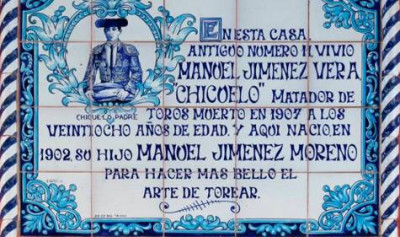 EN ESTA CASA,
ANTIGUO NUMERO 11, VIVIO
MANUEL JIMENEZ VERA
"CHICUELO" MATADOR DE
CHICUELO, PADRE
TOROS MUERTO EN 1907 A LOS
VEINTIOCHO AÑOS DE EDAD. Y AQUI NACIO, EN
1902, SU HIJO MANUEL JIMENEZ MORENO
PARA HACER MAS BELLO EL
ARTE DE TOREAR.